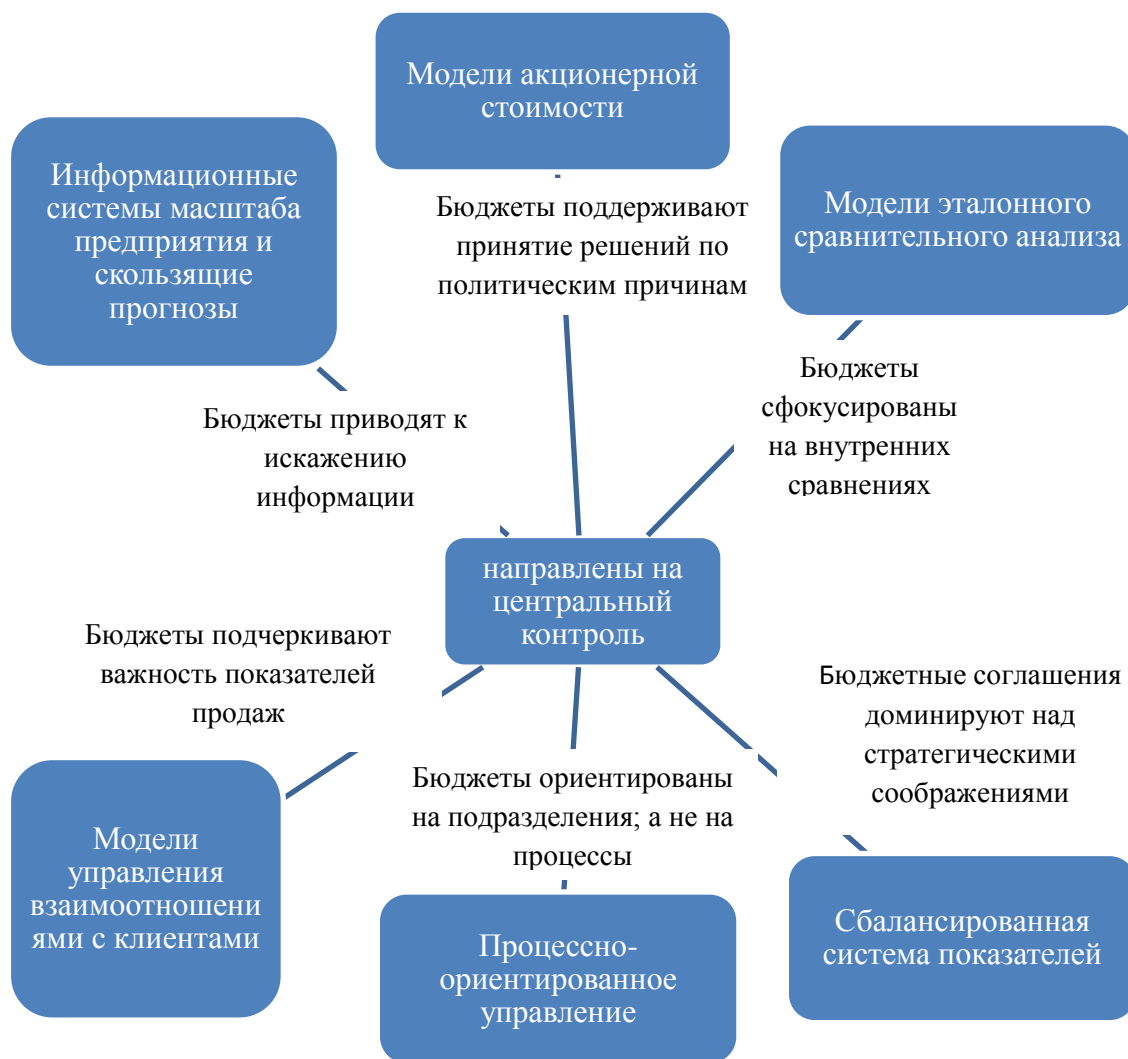 Модели акционерной
стоимости
Информационные
системы масштаба
предприятия и
скользящие
прогнозы
Модели эталонного
сравнительного анализа
Бюджеты поддерживают
принятие решений по
политическим причинам
Бюджеты
сфокусированы
на внутренних
сравнениях
Бюджеты приводят к
искажению
информации
направлены на
центральный
контроль
Бюджеты подчеркивают
важность показателей
продаж
Бюджетные соглашения
доминируют над
стратегическими
соображениями
Бюджеты ориентированы
на подразделения; а не на
процессы
Модели
управления
взаимоотношени
ями с клиентами
Процессно-
ориентированное
управление
Сбалансированная
система показателей